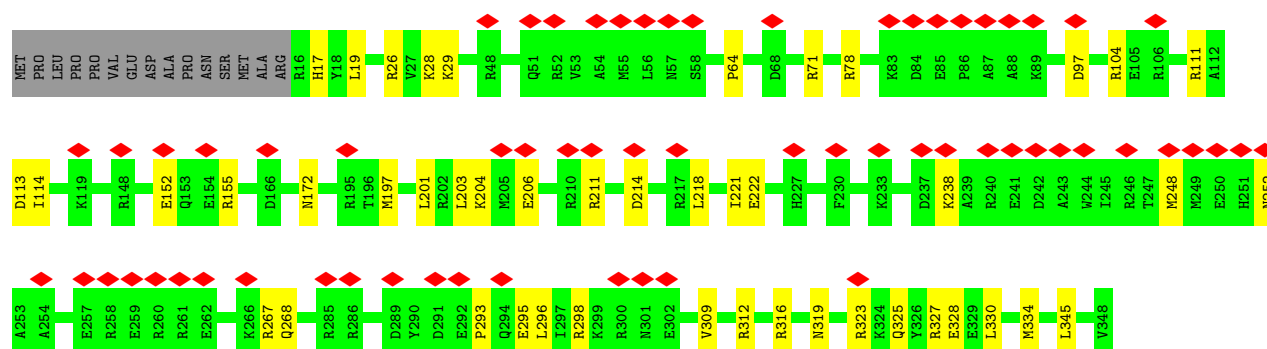 MET PRO LEU PRO PRO VAL GLU ASP ALA PRO ASN SER MET ALA ARG R16 H17 Y18 L19 R26 V27 K28 K29 R48 Q51 R52 V53 A54 M55 L56 N57 S58 P64 D68 R71 R78 K83 D84 E85 P86 A87 A88 K89 D97 R104 E105 R106 R111 A112
D113 I114 K119 R148 E152 Q153 E154 R155 D166 N172 R195 T196 M197 L201 R202 L203 K204 M205 E206 R210 R211 D214 R217 L218 I221 E222 H227 F230 K233 D237 K238 A239 R240 E241 D242 A243 W244 I245 R246 T247 M248 M249 E250 H251 N252
A253 A254 E257 R258 E259 R260 R261 E262 K266 R267 Q268 R285 R286 D289 Y290 D291 E292 P293 Q294 E295 L296 I297 R298 K299 R300 N301 E302 V309 R312 R316 N319 R323 K324 Q325 Y326 R327 E328 E329 L330 M334 L345 V348